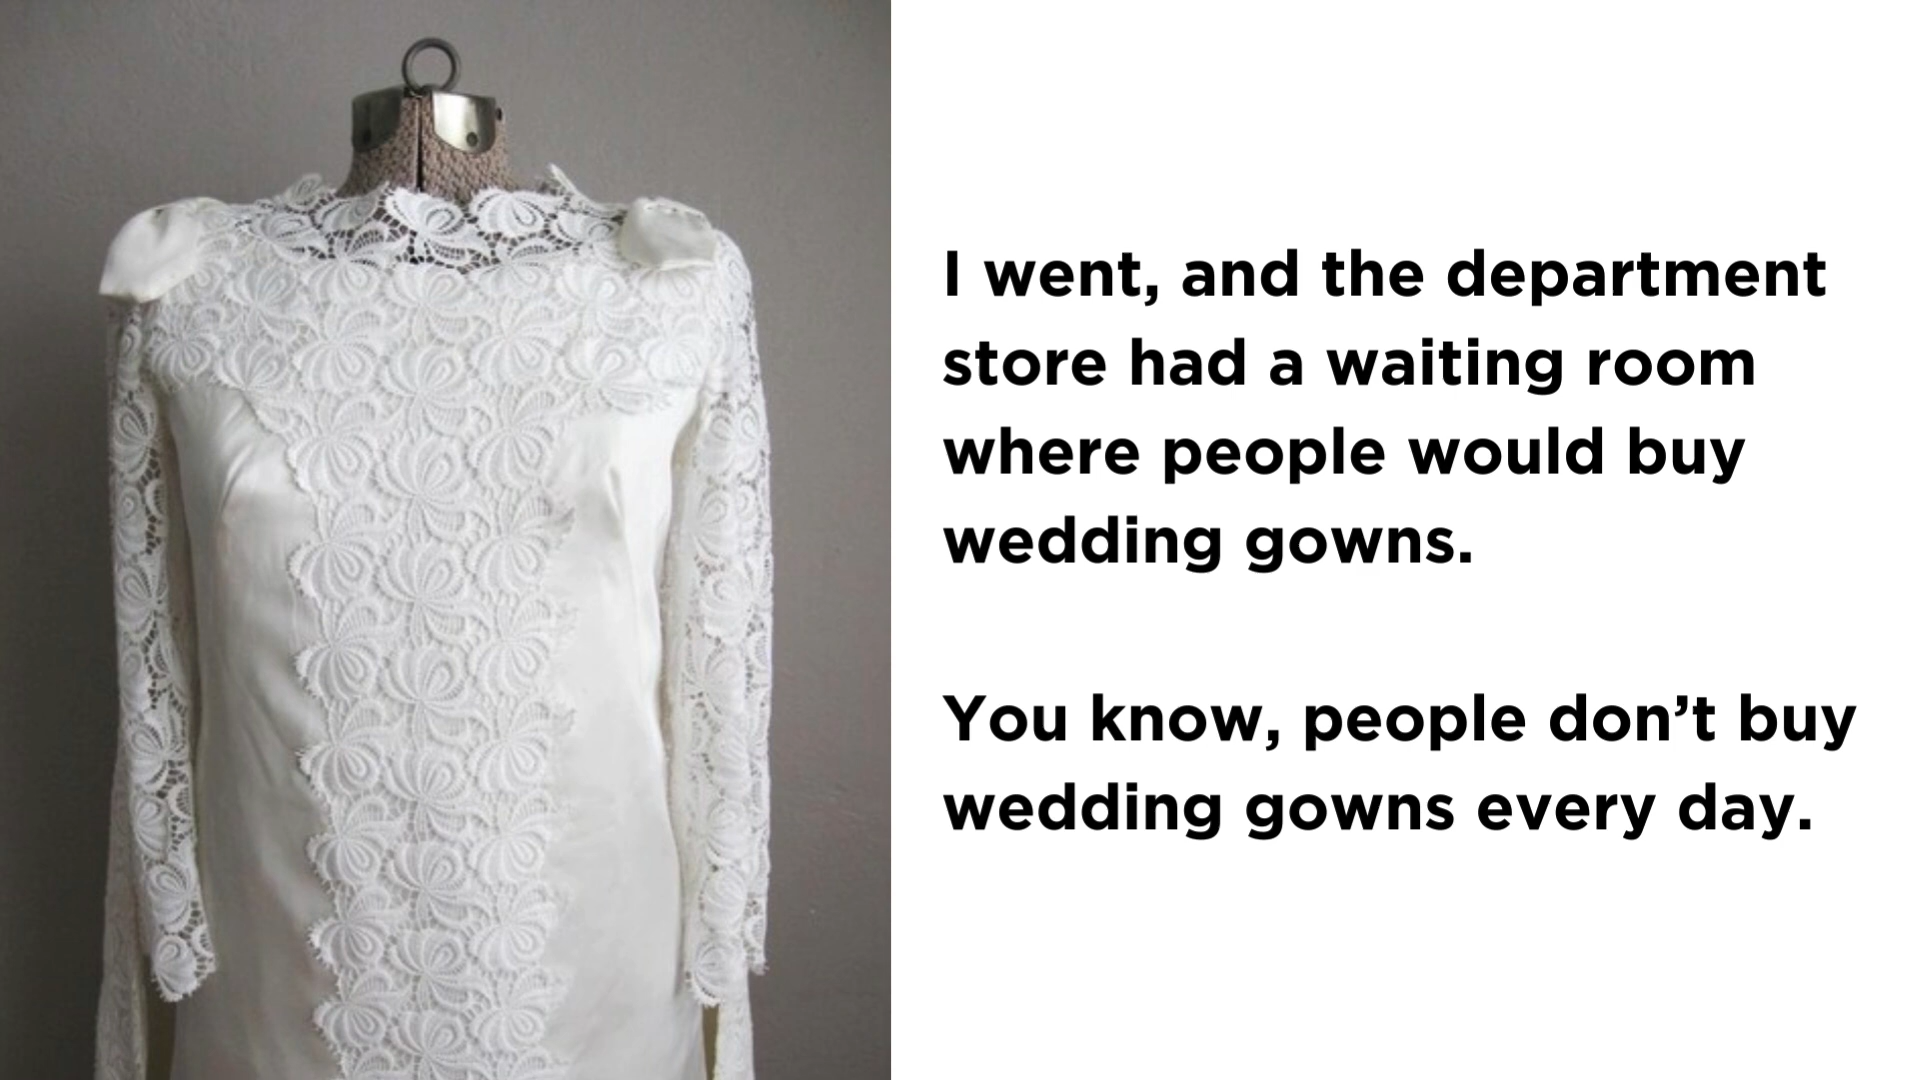 I went, and the department
store had a waiting room
where people would buy
wedding gowns.
You know, people don’t buy
wedding gowns every day.